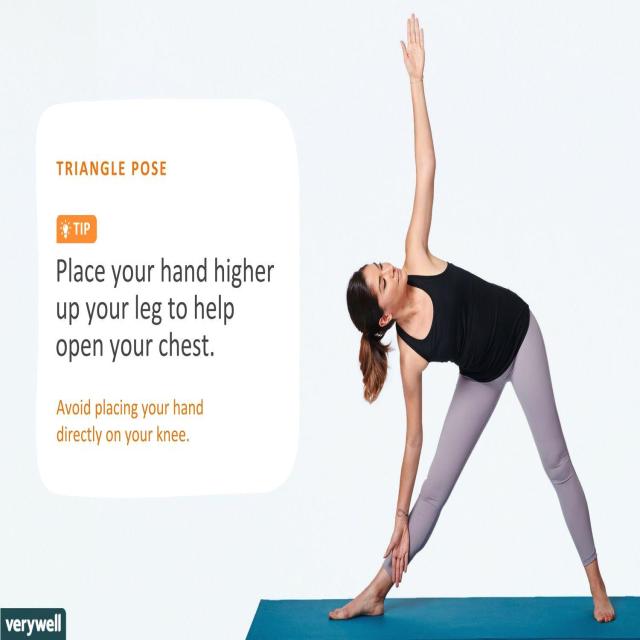 TRIANGLE POSE
TIP
Place your hand higher
up your leg to help
open your chest.
Avoid placing your hand
directly on your knee.
verywell